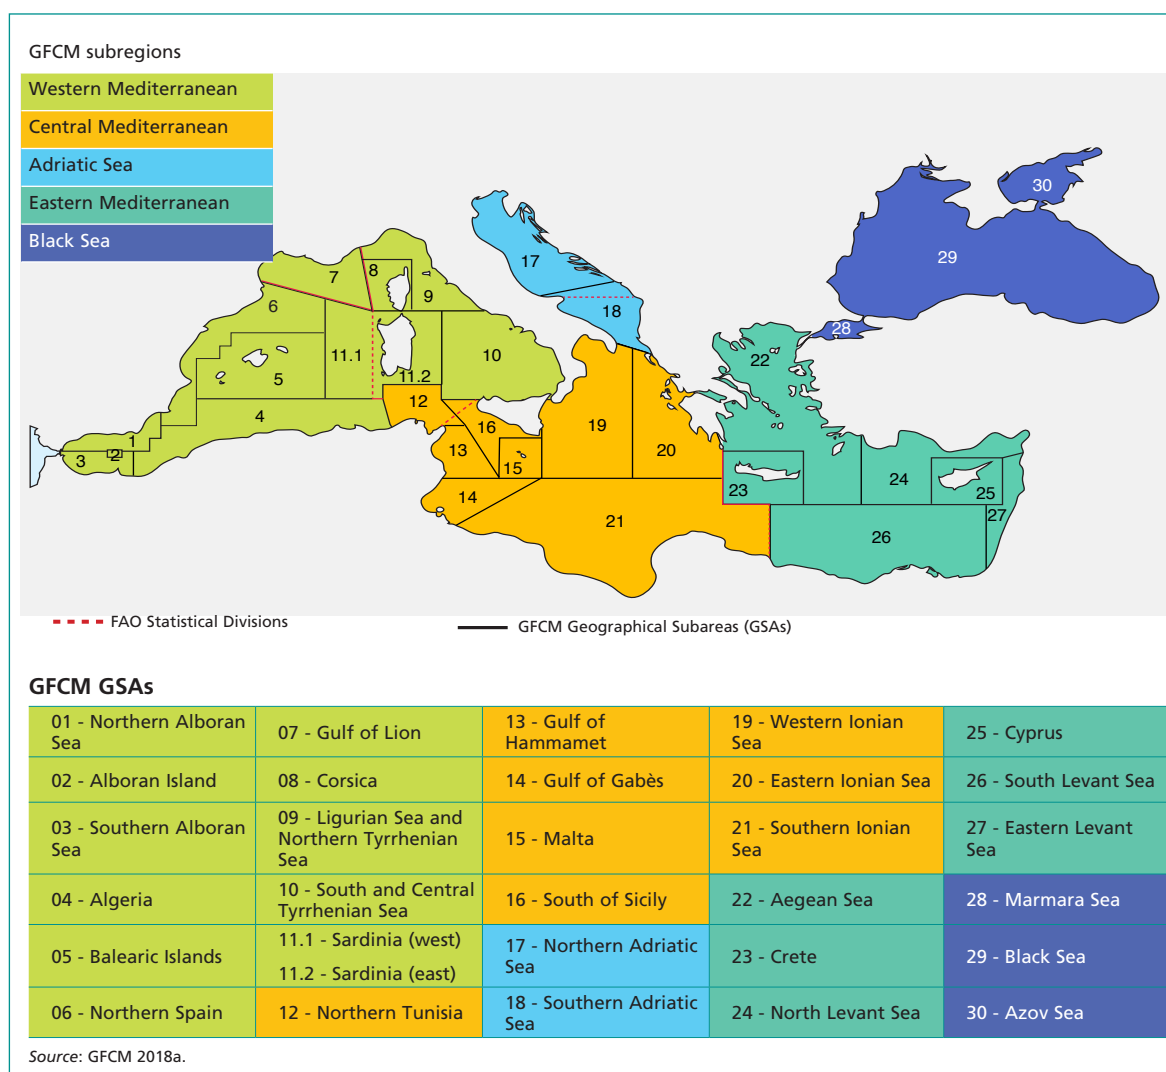 GFCM subregions
Western Mediterranean
Central Mediterranean
Adriatic Sea
Eastern Mediterranean
Black Sea
30
17
29
7
8
9
6
18
28
22
11.1
10
5
11.2
12
4
19
16
20
1
2
3
13
15
24
23
25
14
21
27
26
FAO Statistical Divisions
GFCM Geographical Subareas (GSAs)
GFCM GSAs
01 - Northern Alboran
Sea
07 - Gulf of Lion
13 - Gulf of
Hammamet
19 - Western Ionian
Sea
25 - Cyprus
02 - Alboran Island
08 - Corsica
14 - Gulf of Gabès
20 - Eastern Ionian Sea
26 - South Levant Sea
03 - Southern Alboran
Sea
09 - Ligurian Sea and
Northern Tyrrhenian
Sea
15 - Malta
21 - Southern Ionian
Sea
27 - Eastern Levant
Sea
04 - Algeria
10 - South and Central
Tyrrhenian Sea
16 - South of Sicily
22 - Aegean Sea
28 - Marmara Sea
05 - Balearic Islands
11.1 - Sardinia (west)
11.2 - Sardinia (east)
17 - Northern Adriatic
Sea
23 - Crete
29 - Black Sea
06 - Northern Spain
12 - Northern Tunisia
18 - Southern Adriatic
Sea
24 - North Levant Sea
30 - Azov Sea
Source: GFCM 2018a.